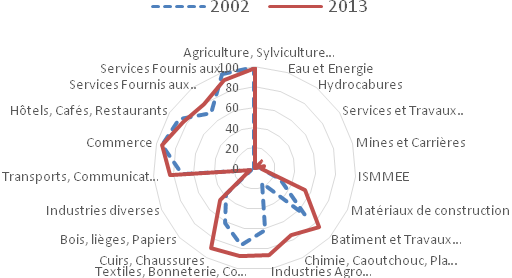 2002 2013
Agriculture, Sylviculture...
Services Fournis aux
Eau et Energie
Services Fournis aux..
Hydrocabures
100
80
Hôtels, Cafés, Restaurants
Services et Travaux..
60
40
Commerce
Mines et Carrières
20
0
Transports, Communicat...
ISMMEE
Industries diverses
Matèriaux de construction
Bois, lièges, Papiers
Batiment et Travaux...
Cuirs, Chaussures
Chimie, Caoutchouc, Pla...
Textiles, Bonneterie, Co...
Industries Agro...